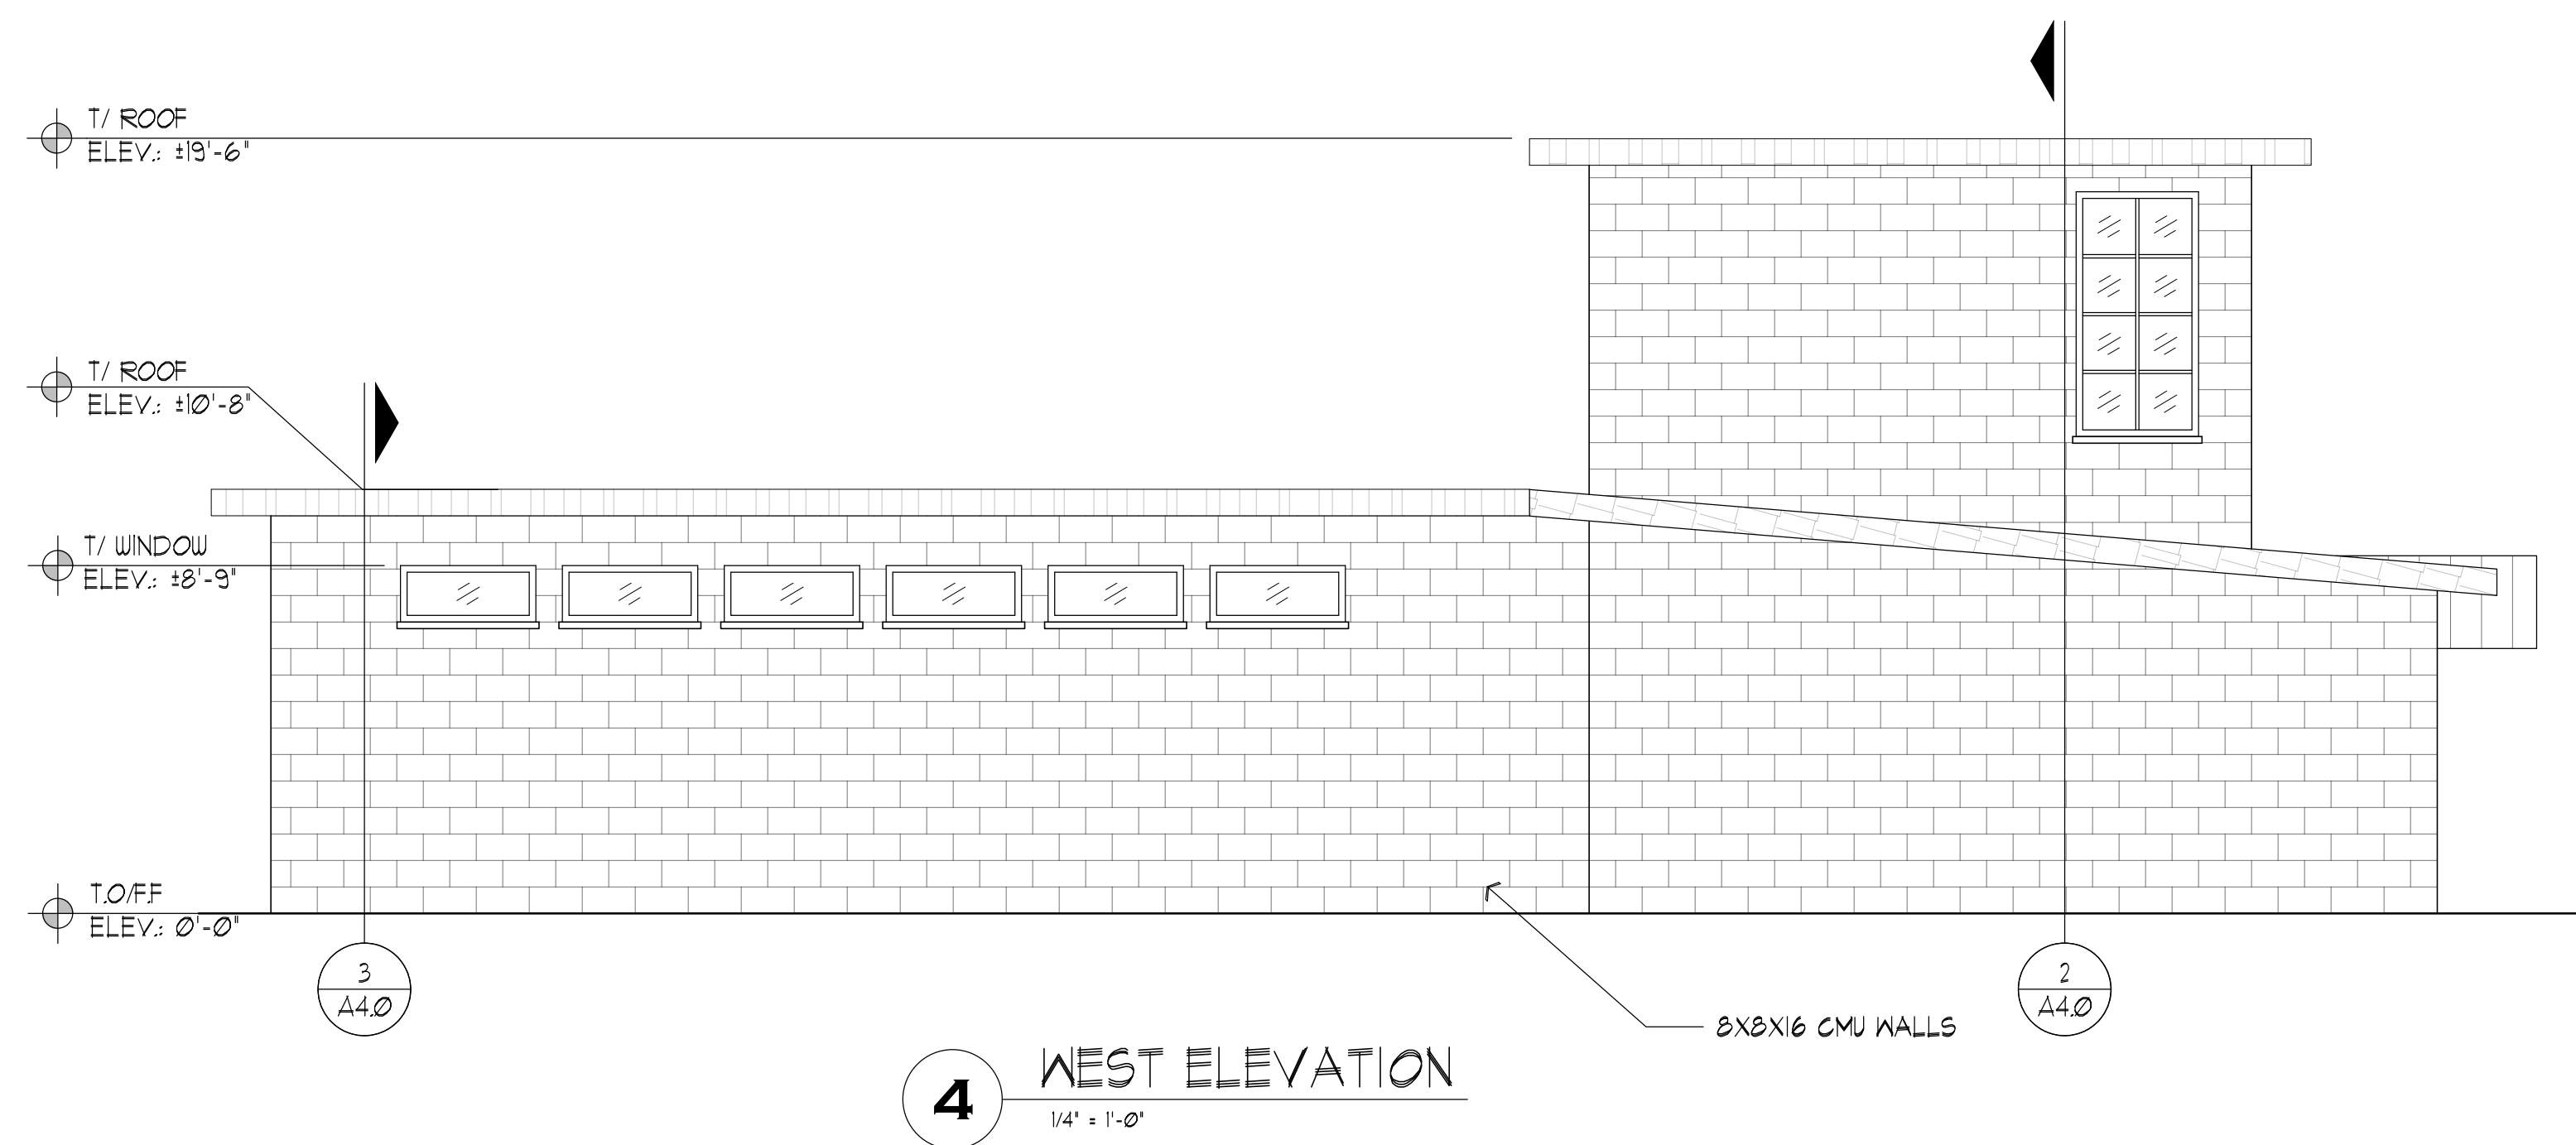 T/ ROOF
ELEV.: ±19'-6"
T/ ROOF
ELEV.: ±10'-8"
T/ WINDOW
ELEV.: ±8'-9"
T.O/F.F
ELEV.: 0'-0"
3
A4.0
2
A4.0
8X8X16 CMU WALLS
4
WEST ELEVATION
1/4" = 1'-0"